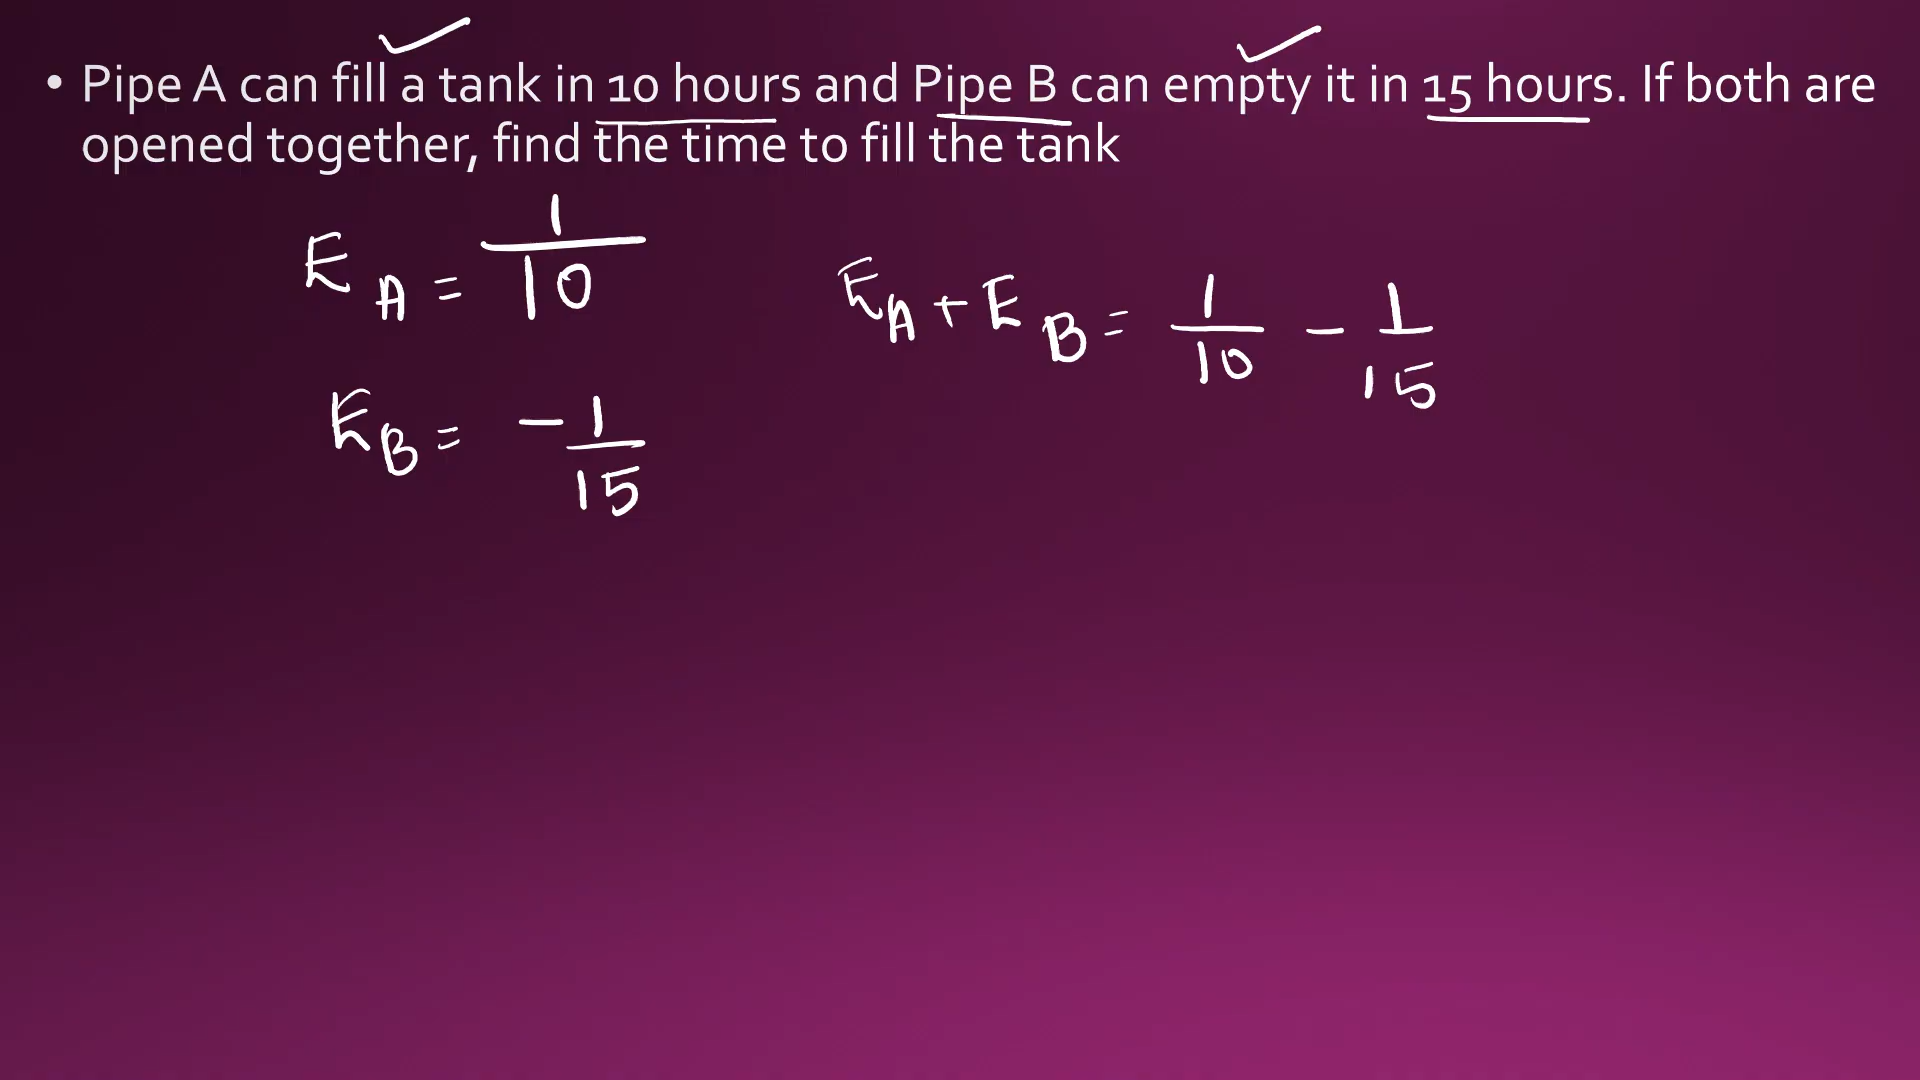 • Pipe A can fill a tank in 10 hours and Pipe B can empty it in 15 hours. If both are
opened together, find the time to fill the tank
E_A = 1/10
E_A + E_B = 1/10 - 1/15
E_B = -1/15